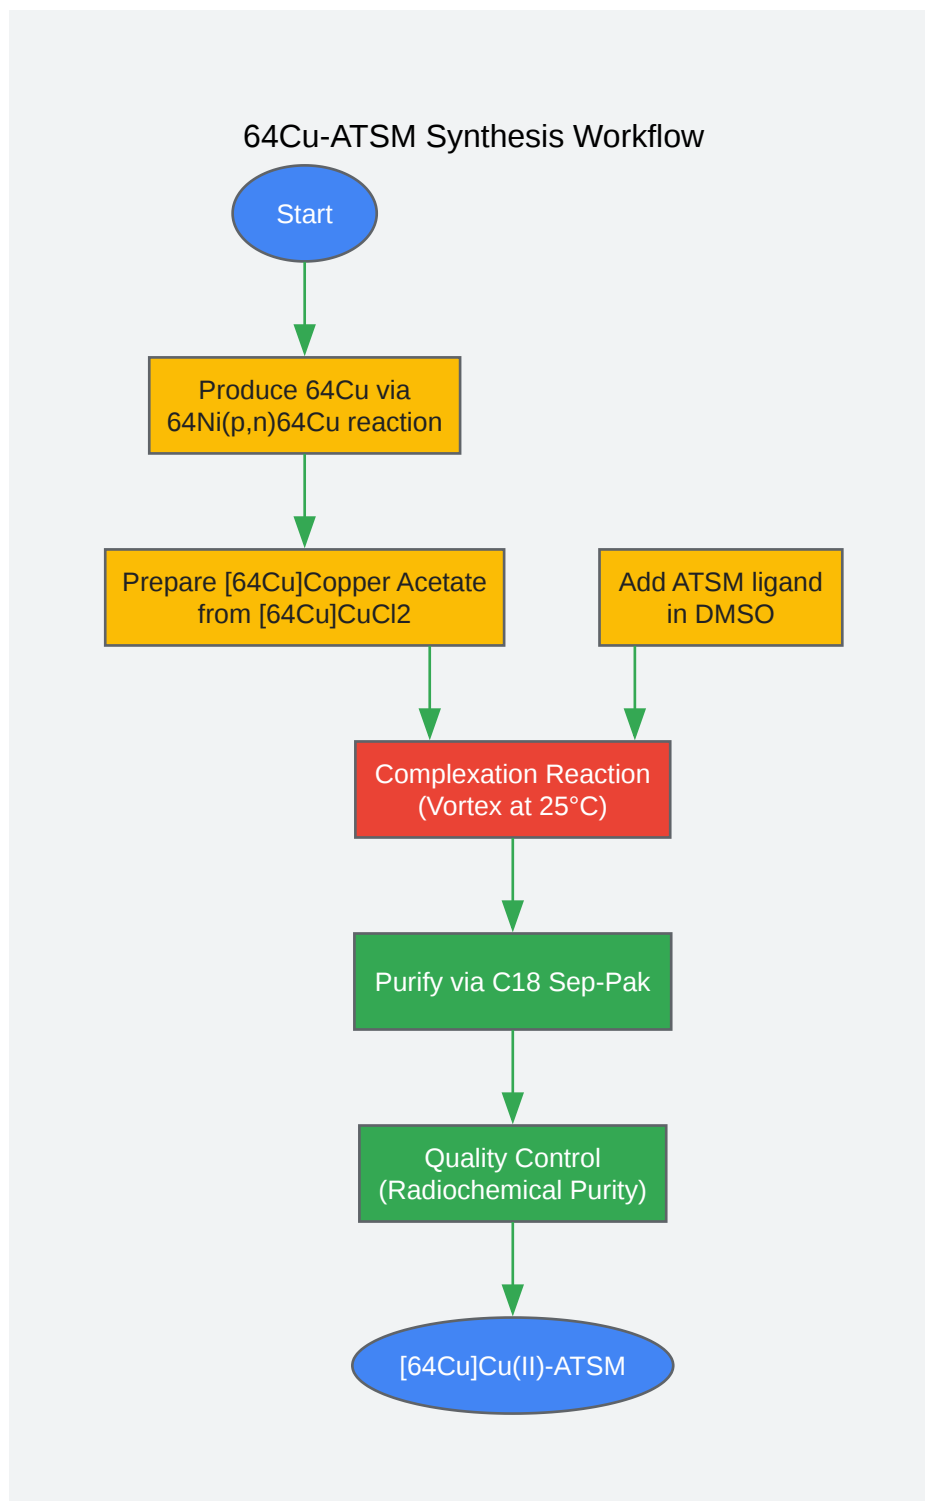 64Cu-ATSM Synthesis Workflow
Start
Produce 64Cu via
64Ni(p,n)64Cu reaction
Prepare [64Cu]Copper Acetate
from [64Cu]CuCl2
Add ATSM ligand
in DMSO
Complexation Reaction
(Vortex at 25°C)
Purify via C18 Sep-Pak
Quality Control
(Radiochemical Purity)
[64Cu]Cu(II)-ATSM